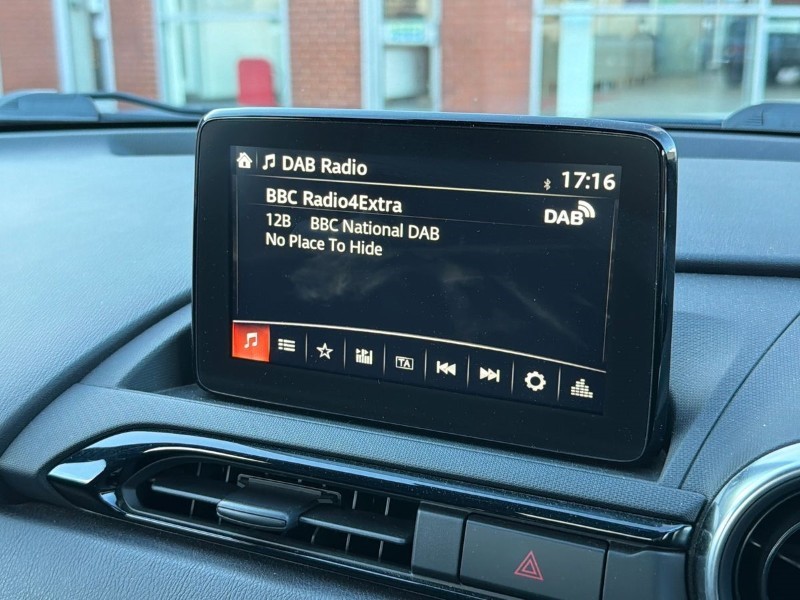 DAB Radio
17:16
BBC Radio4Extra
DAB
12B BBC National DAB
No Place To Hide
TA